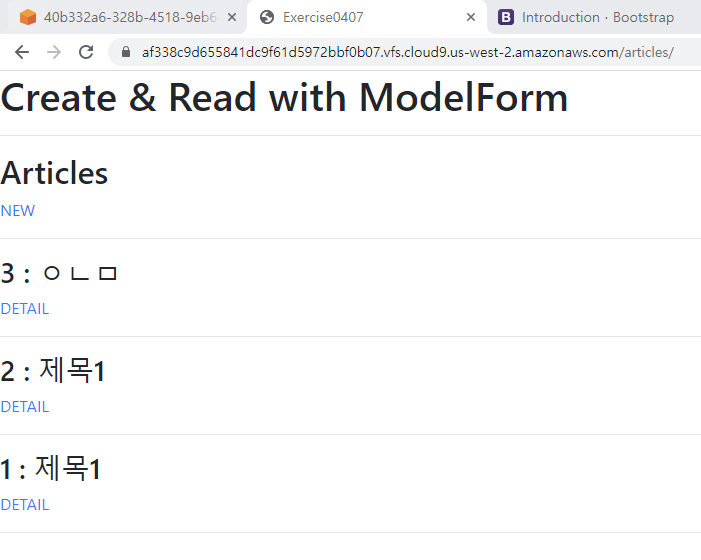 40b332a6-328b-4518-9eb6
Exercise0407
Introduction · Bootstrap
af338c9d655841dc9f61d5972bbf0b07.vfs.cloud9.us-west-2.amazonaws.com/articles/
Create & Read with ModelForm
Articles
NEW
3 : ㅇㄴㅁ
DETAIL
2 : 제목1
DETAIL
1 : 제목1
DETAIL